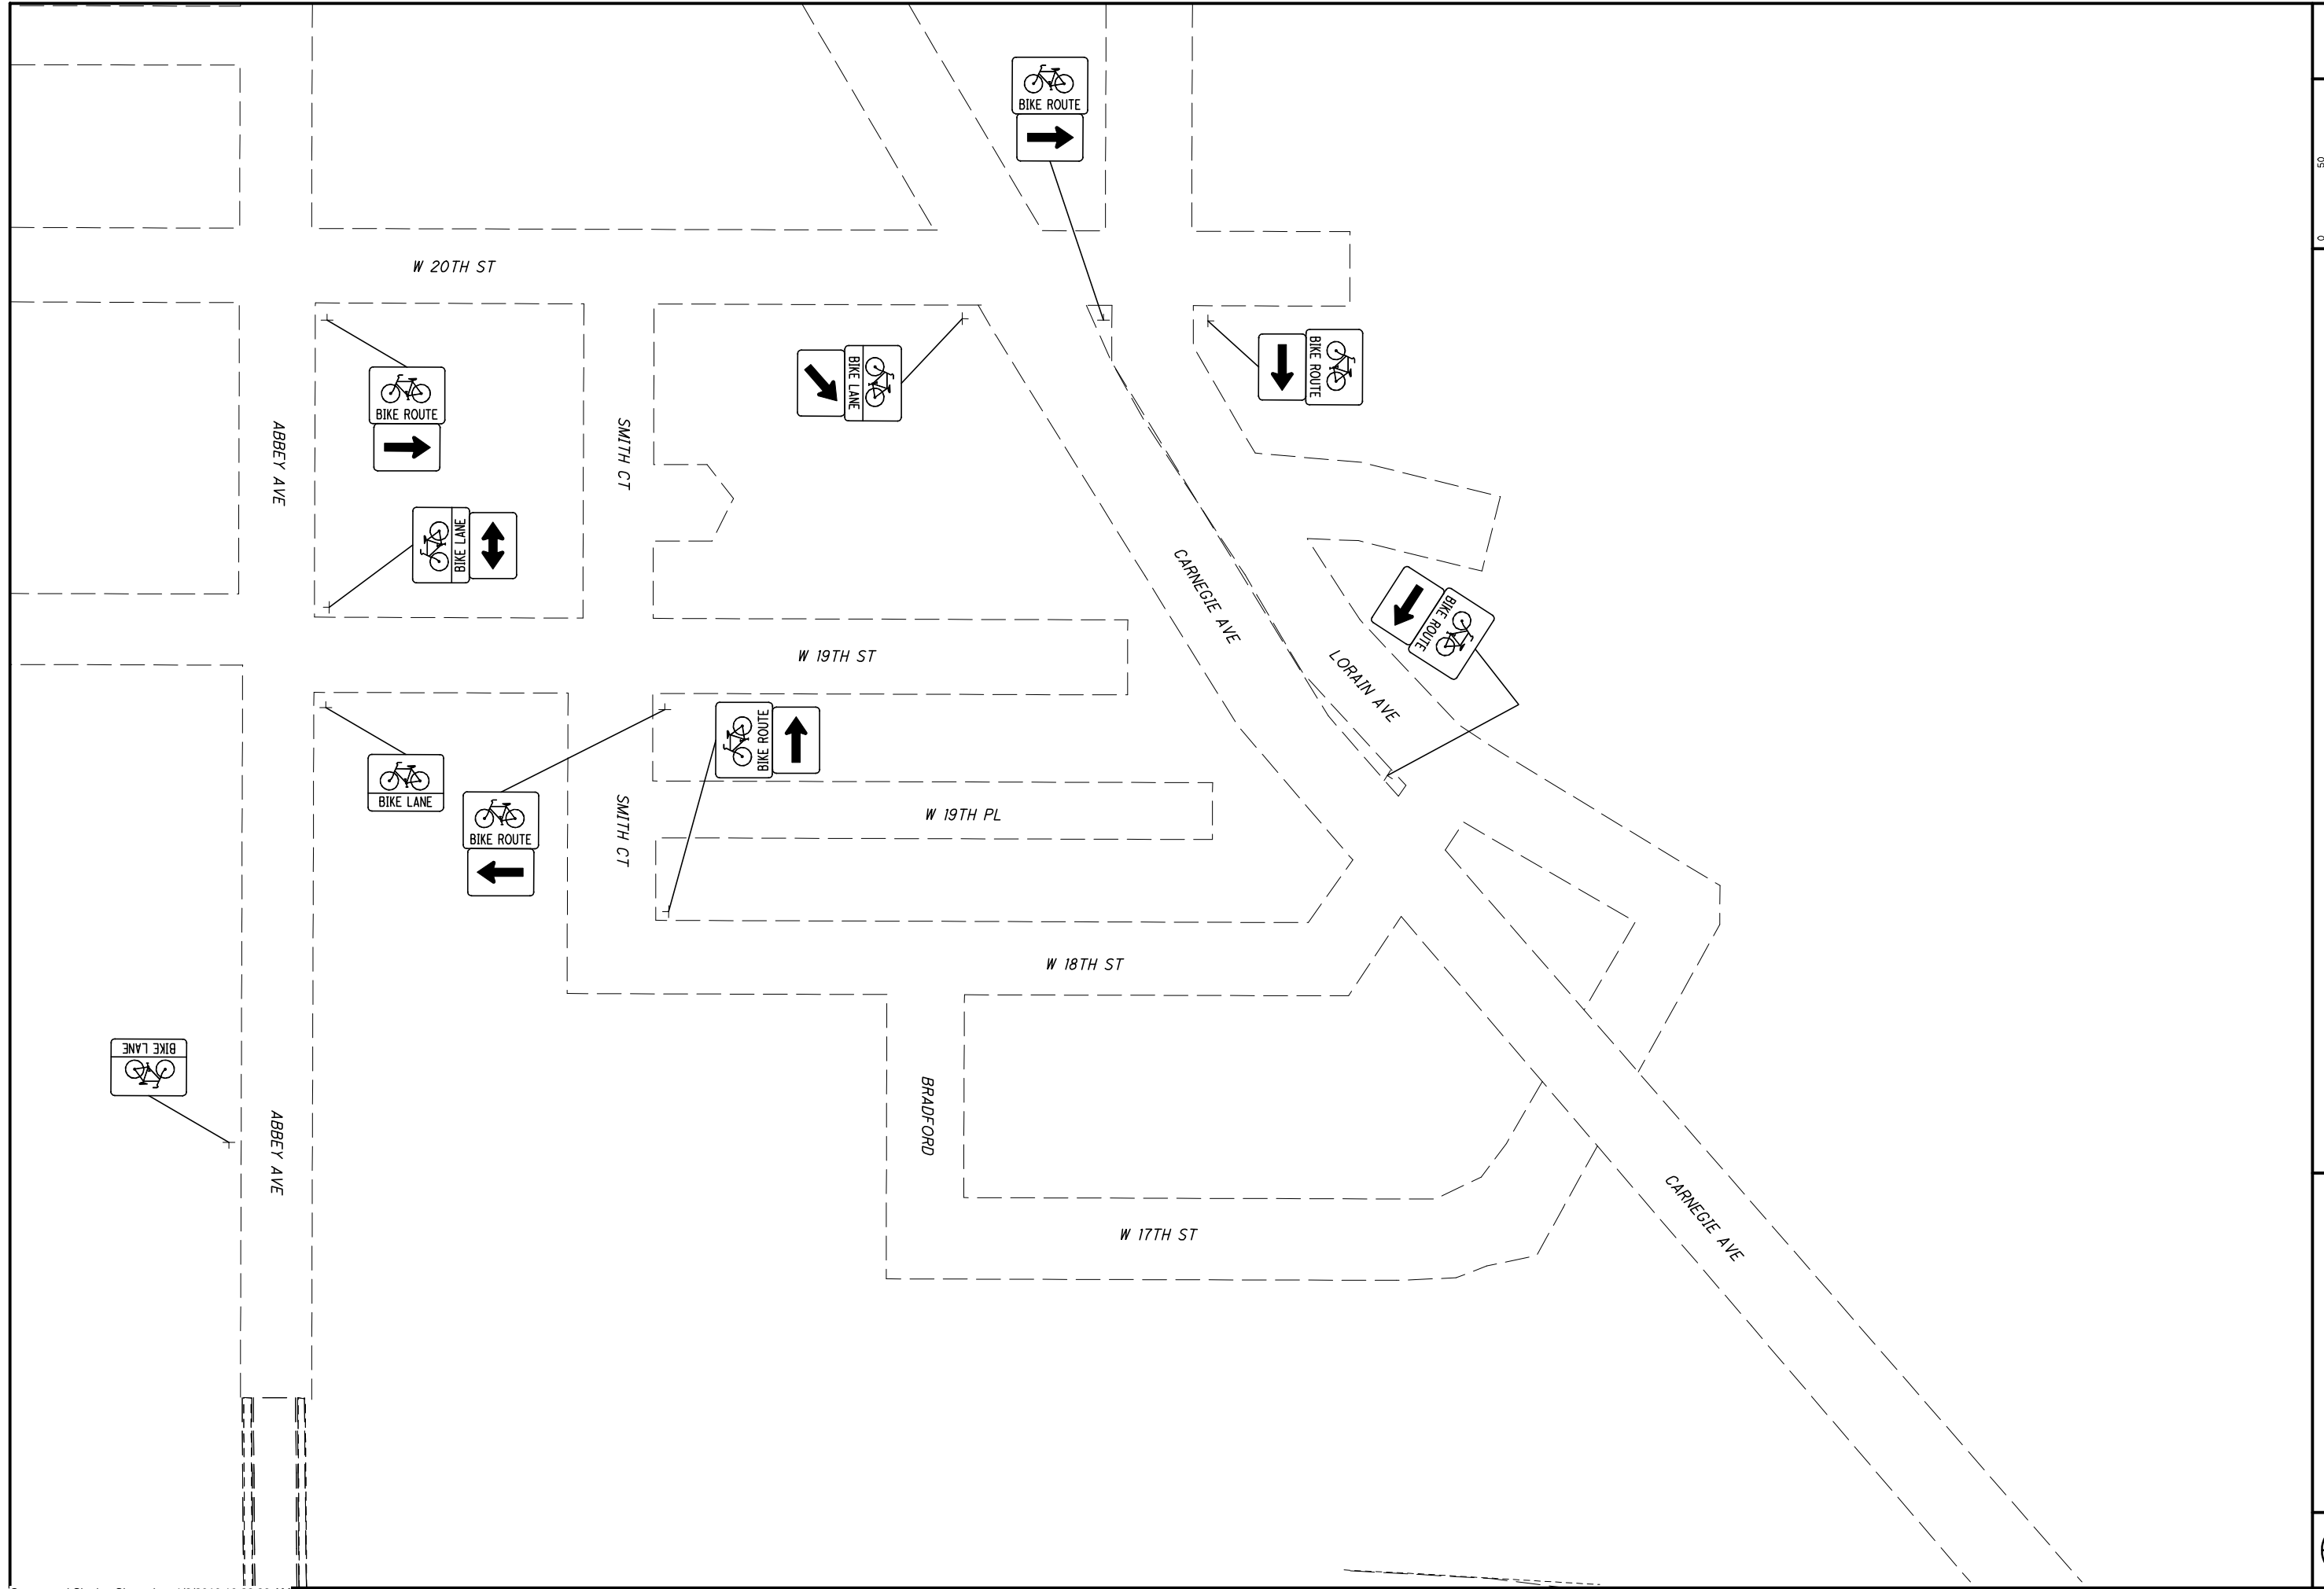 BIKE ROUTE
50
0
W 20TH ST
BIKE LANE
BIKE ROUTE
BIKE ROUTE
ABBEY AVE
SMITH CT
BIKE LANE
CARNEGIE AVE
BIKE ROUTE
W 19TH ST
LORAIN AVE
BIKE ROUTE
BIKE LANE
BIKE ROUTE
SMITH CT
W 19TH PL
W 18TH ST
BIKE LANE
ABBEY AVE
BRADFORD
W 17TH ST
CARNEGIE AVE